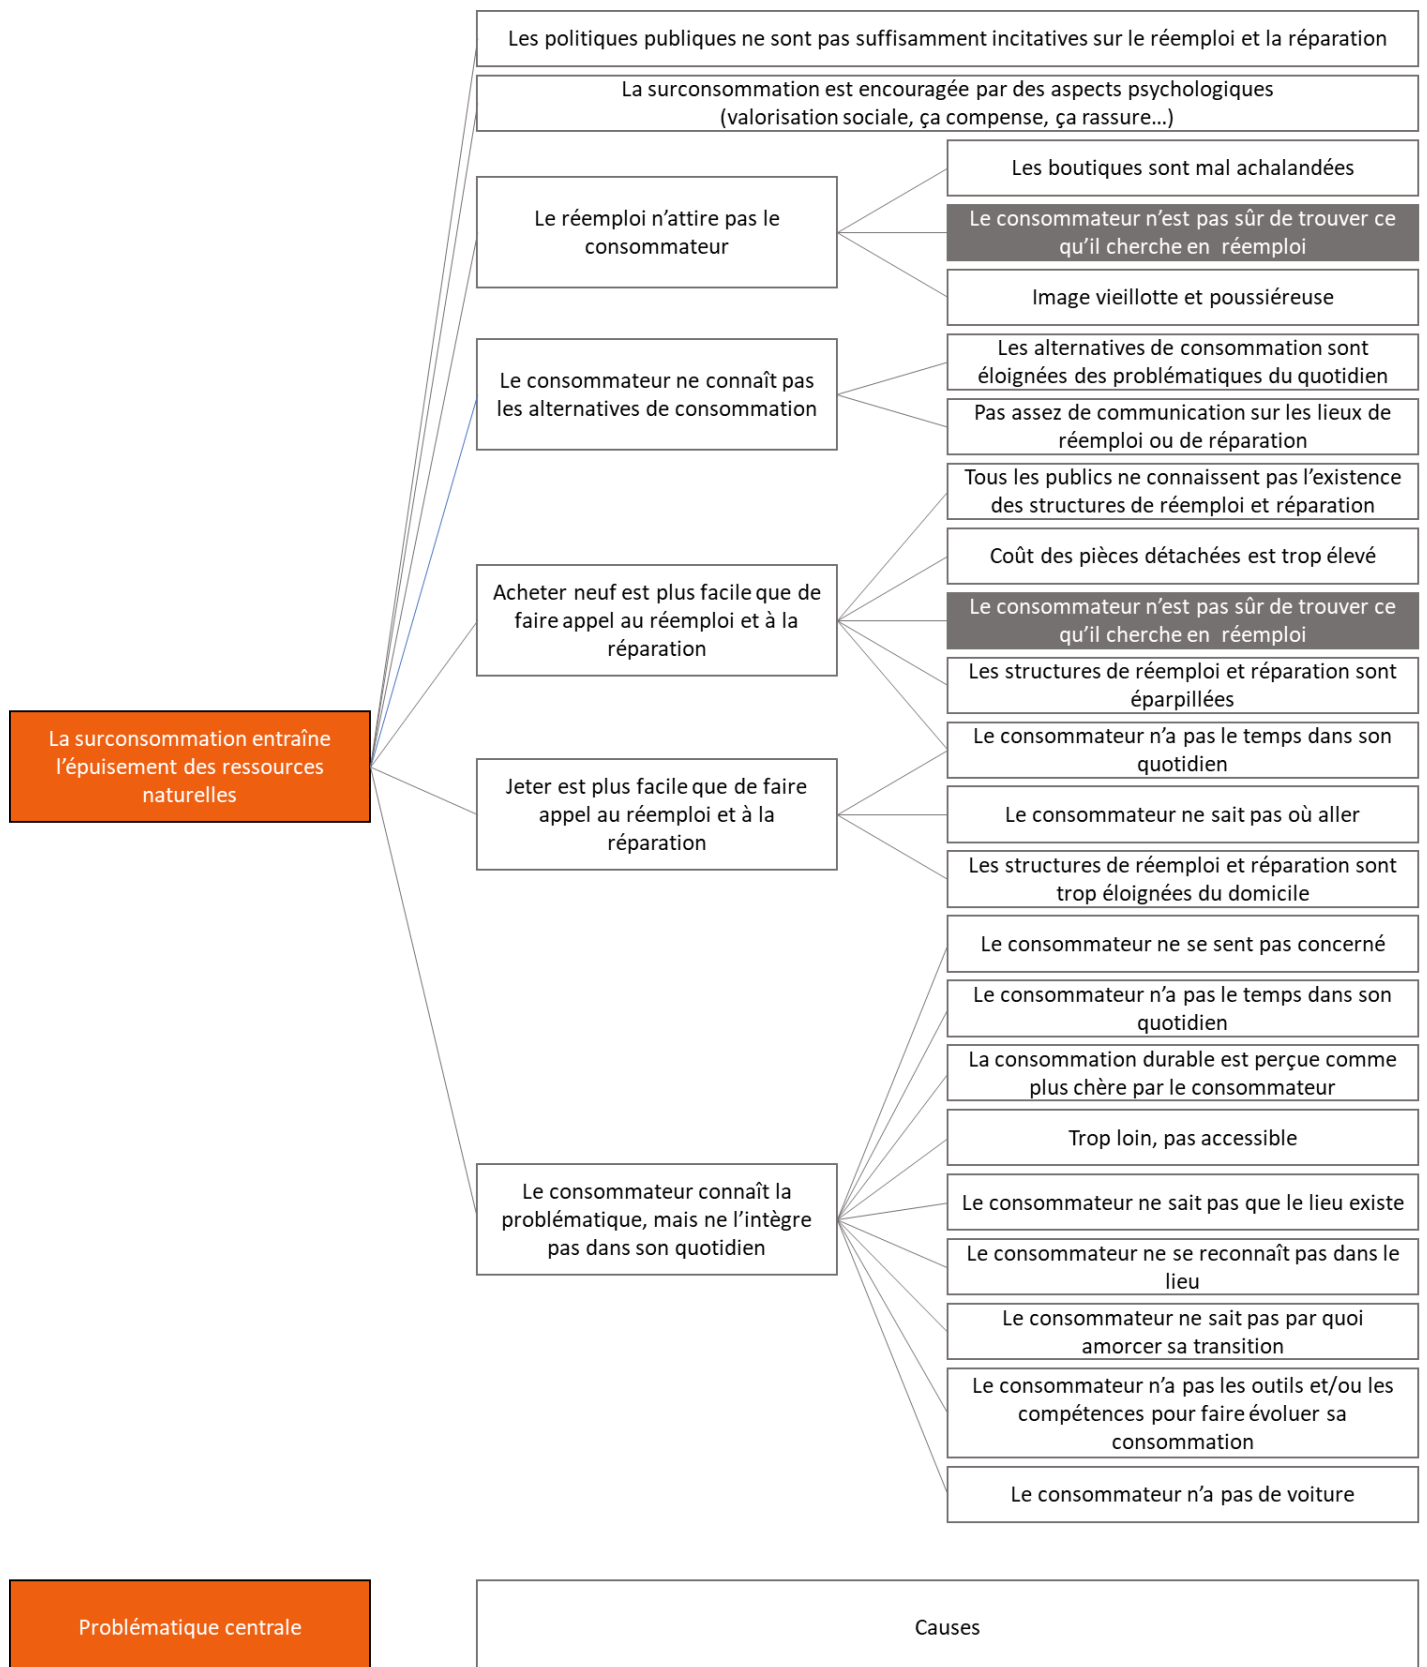 Les politiques publiques ne sont pas suffisamment incitatives sur le réemploi et la réparation
La surconsommation est encouragée par des aspects psychologiques
(valorisation sociale, ça compense, ça rassure…)
Le réemploi n’attire pas le
consommateur
Les boutiques sont mal achalandées
Le consommateur n’est pas sûr de trouver ce
qu’il cherche en réemploi
Image vieillotte et poussiéreuse
Le consommateur ne connaît pas
les alternatives de consommation
Les alternatives de consommation sont
éloignées des problématiques du quotidien
Pas assez de communication sur les lieux de
réemploi ou de réparation
Acheter neuf est plus facile que de
faire appel au réemploi et à la
réparation
Tous les publics ne connaissent pas l’existence
des structures de réemploi et réparation
Coût des pièces détachées est trop élevé
Le consommateur n’est pas sûr de trouver ce
qu’il cherche en réemploi
Les structures de réemploi et réparation sont
éparpillées
Le consommateur n’a pas le temps dans son
quotidien
La surconsommation entraîne
l’épuisement des ressources
naturelles
Jeter est plus facile que de faire
appel au réemploi et à la
réparation
Le consommateur ne sait pas où aller
Les structures de réemploi et réparation sont
trop éloignées du domicile
Le consommateur connaît la
problématique, mais ne l’intègre
pas dans son quotidien
Le consommateur ne se sent pas concerné
Le consommateur n’a pas le temps dans son
quotidien
La consommation durable est perçue comme
plus chère par le consommateur
Trop loin, pas accessible
Le consommateur ne sait pas que le lieu existe
Le consommateur ne se reconnaît pas dans le
lieu
Le consommateur ne sait pas par quoi
amorcer sa transition
Le consommateur n’a pas les outils et/ou les
compétences pour faire évoluer sa
consommation
Le consommateur n’a pas de voiture
Problématique centrale
Causes